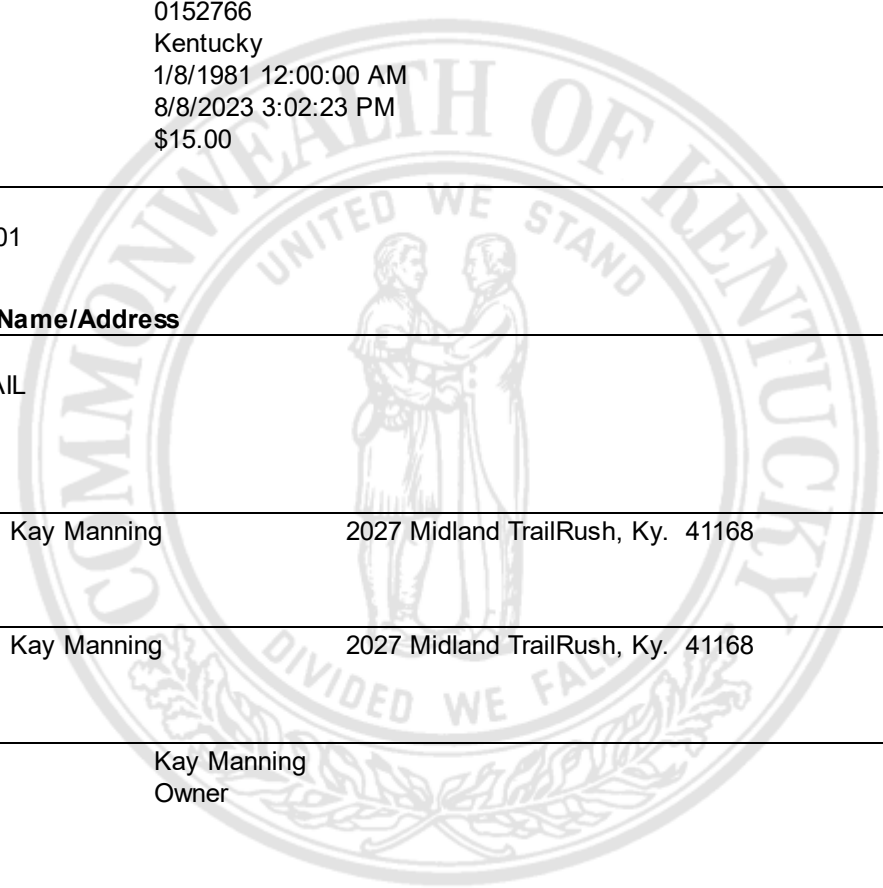 0152766
Kentucky
1/8/1981 12:00:00 AM
8/8/2023 3:02:23 PM
$15.00
01
Name/Address
AIL
Kay Manning 2027 Midland TrailRush, Ky. 41168
Kay Manning 2027 Midland TrailRush, Ky. 41168
Kay Manning
Owner
COMMONWEALTH OF KENTUCKY
UNITED WE STAND
DIVIDED WE FALL